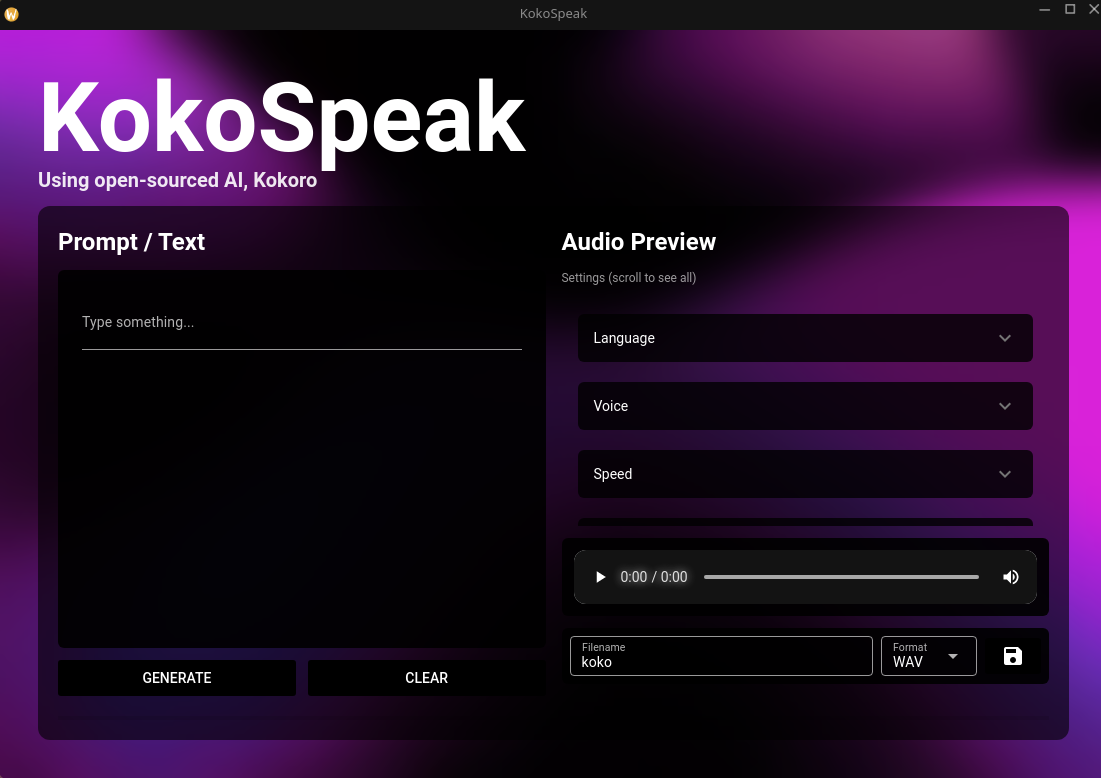 KokoSpeak
KokoSpeak
Using open-sourced AI, Kokoro
Prompt / Text
Type something...
GENERATE
CLEAR
Audio Preview
Settings (scroll to see all)
Language
Voice
Speed
0:00 / 0:00
Filename
koko
Format
WAV